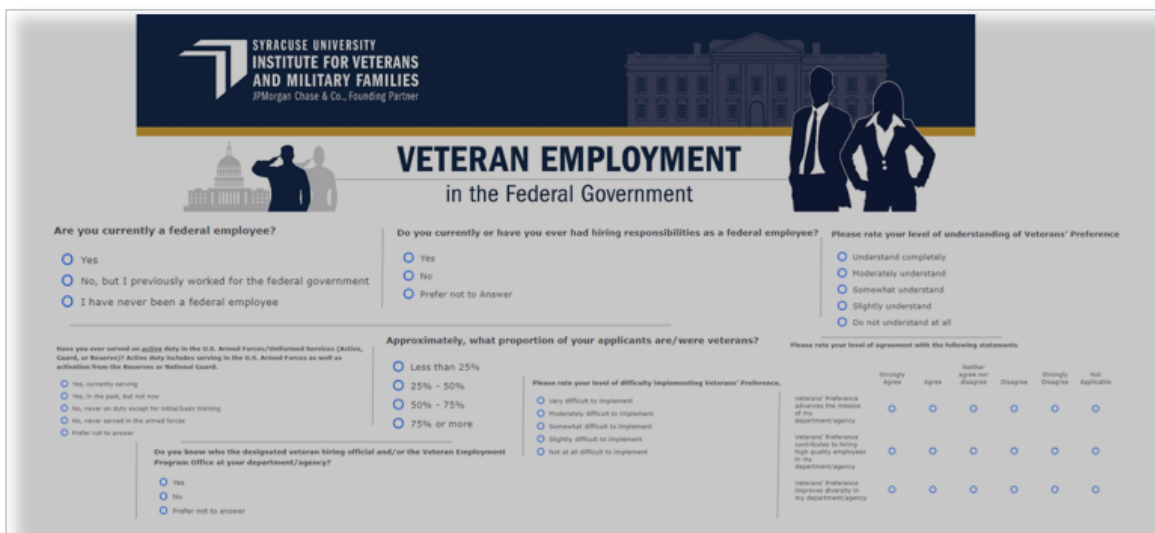 SYRACUSE UNIVERSITY
INSTITUTE FOR VETERANS
AND MILITARY FAMILIES
JPMorgan Chase & Co., Founding Partner
VETERAN EMPLOYMENT
in the Federal Government
Are you currently a federal employee?
Yes
No, but I previously worked for the federal government
I have never been a federal employee
Do you currently or have you ever had hiring responsibilities as a federal employee?
Yes
No
Prefer not to Answer
Please rate your level of understanding of Veterans' Preference
Understand completely
Moderately understand
Somewhat understand
Slightly understand
Do not understand at all
Have you ever served on active duty in the U.S. Armed Forces/Uniformed Services (Active,
Guard, or Reserve)? Active duty includes serving in the U.S. Armed Forces as well as
activation from the Reserves or National Guard.
Yes, currently serving
Yes, in the past, but not now
No, never on duty except for initial/basic training
No, never served in the armed forces
Prefer not to answer
Approximately, what proportion of your applicants are/were veterans?
Less than 25%
25% - 50%
50% - 75%
75% or more
Please rate your level of difficulty implementing Veterans' Preference.
Very difficult to implement
Moderately difficult to implement
Somewhat difficult to implement
Slightly difficult to implement
Not at all difficult to implement
Please rate your level of agreement with the following statements
Strongly
Agree
Agree
Neither
agree nor
disagree
Disagree
Strongly
Disagree
Not
Applicable
Veterans' Preference
advances the mission
of my
department/agency
Veterans' Preference
contributes to hiring
high quality employees
in my
department/agency
Veterans' Preference
improves diversity in
my department/agency
Do you know who the designated veteran hiring official and/or the Veteran Employment
Program Office at your department/agency?
Yes
No
Prefer not to answer